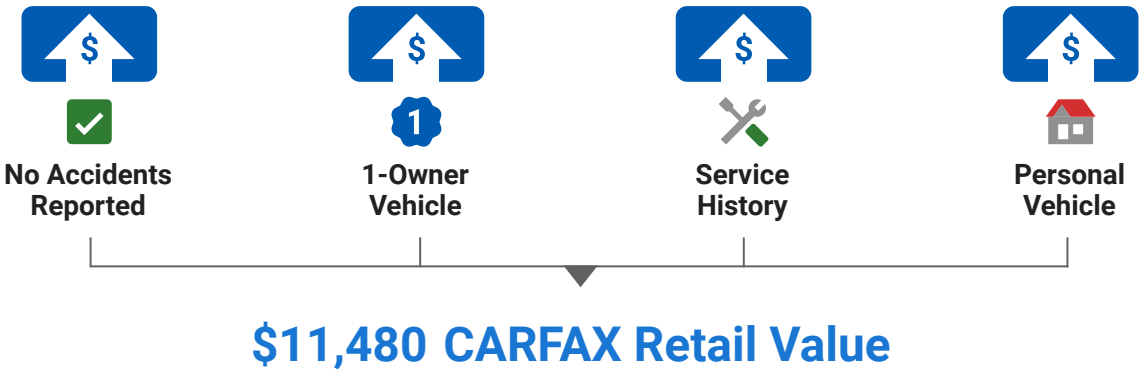 $ $ $ $
1
No Accidents Reported
1-Owner Vehicle
Service History
Personal Vehicle
$11,480 CARFAX Retail Value